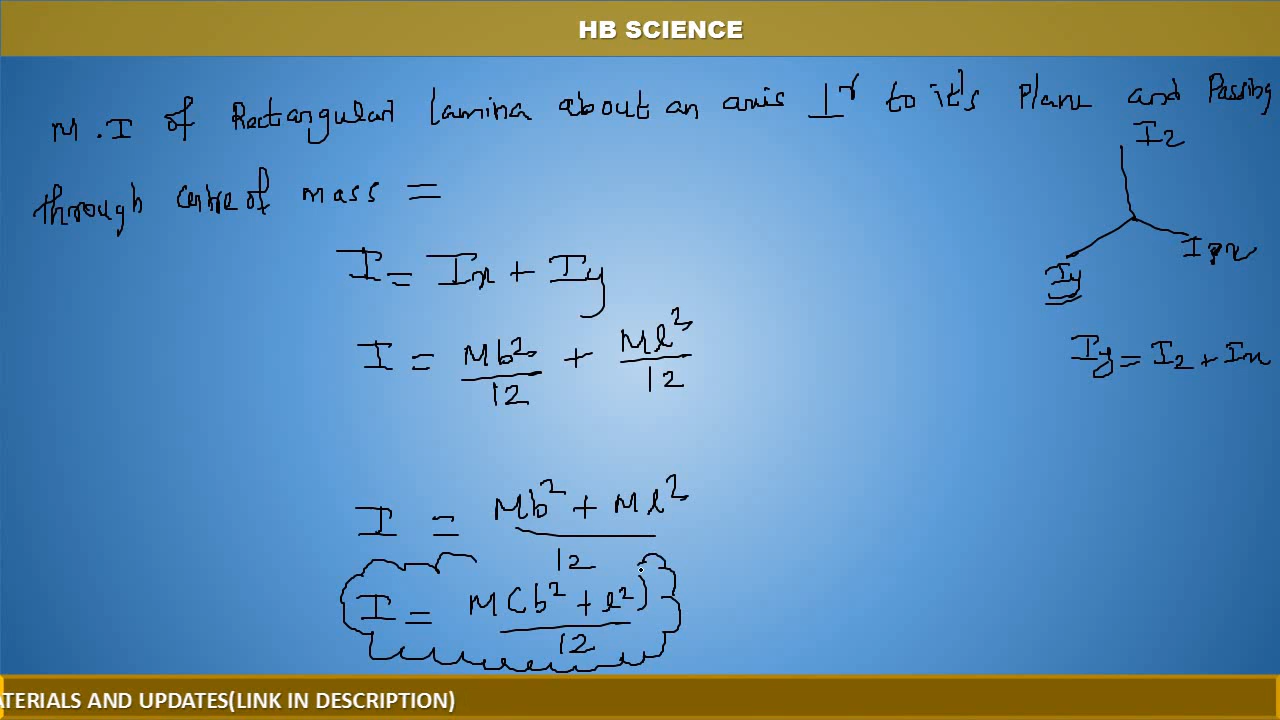 HB SCIENCE
M.I of Rectangular lamina about an axis ⊥r to it's Plane and Passing
through centre of mass =
I = Ix + Iy
I = Mb²/12 + Ml²/12
I = Mb² + Ml²/12
I = M(b² + l²)/12
Iz
Ix
Iy
Iy = Iz + Ix
ATERIALS AND UPDATES(LINK IN DESCRIPTION)